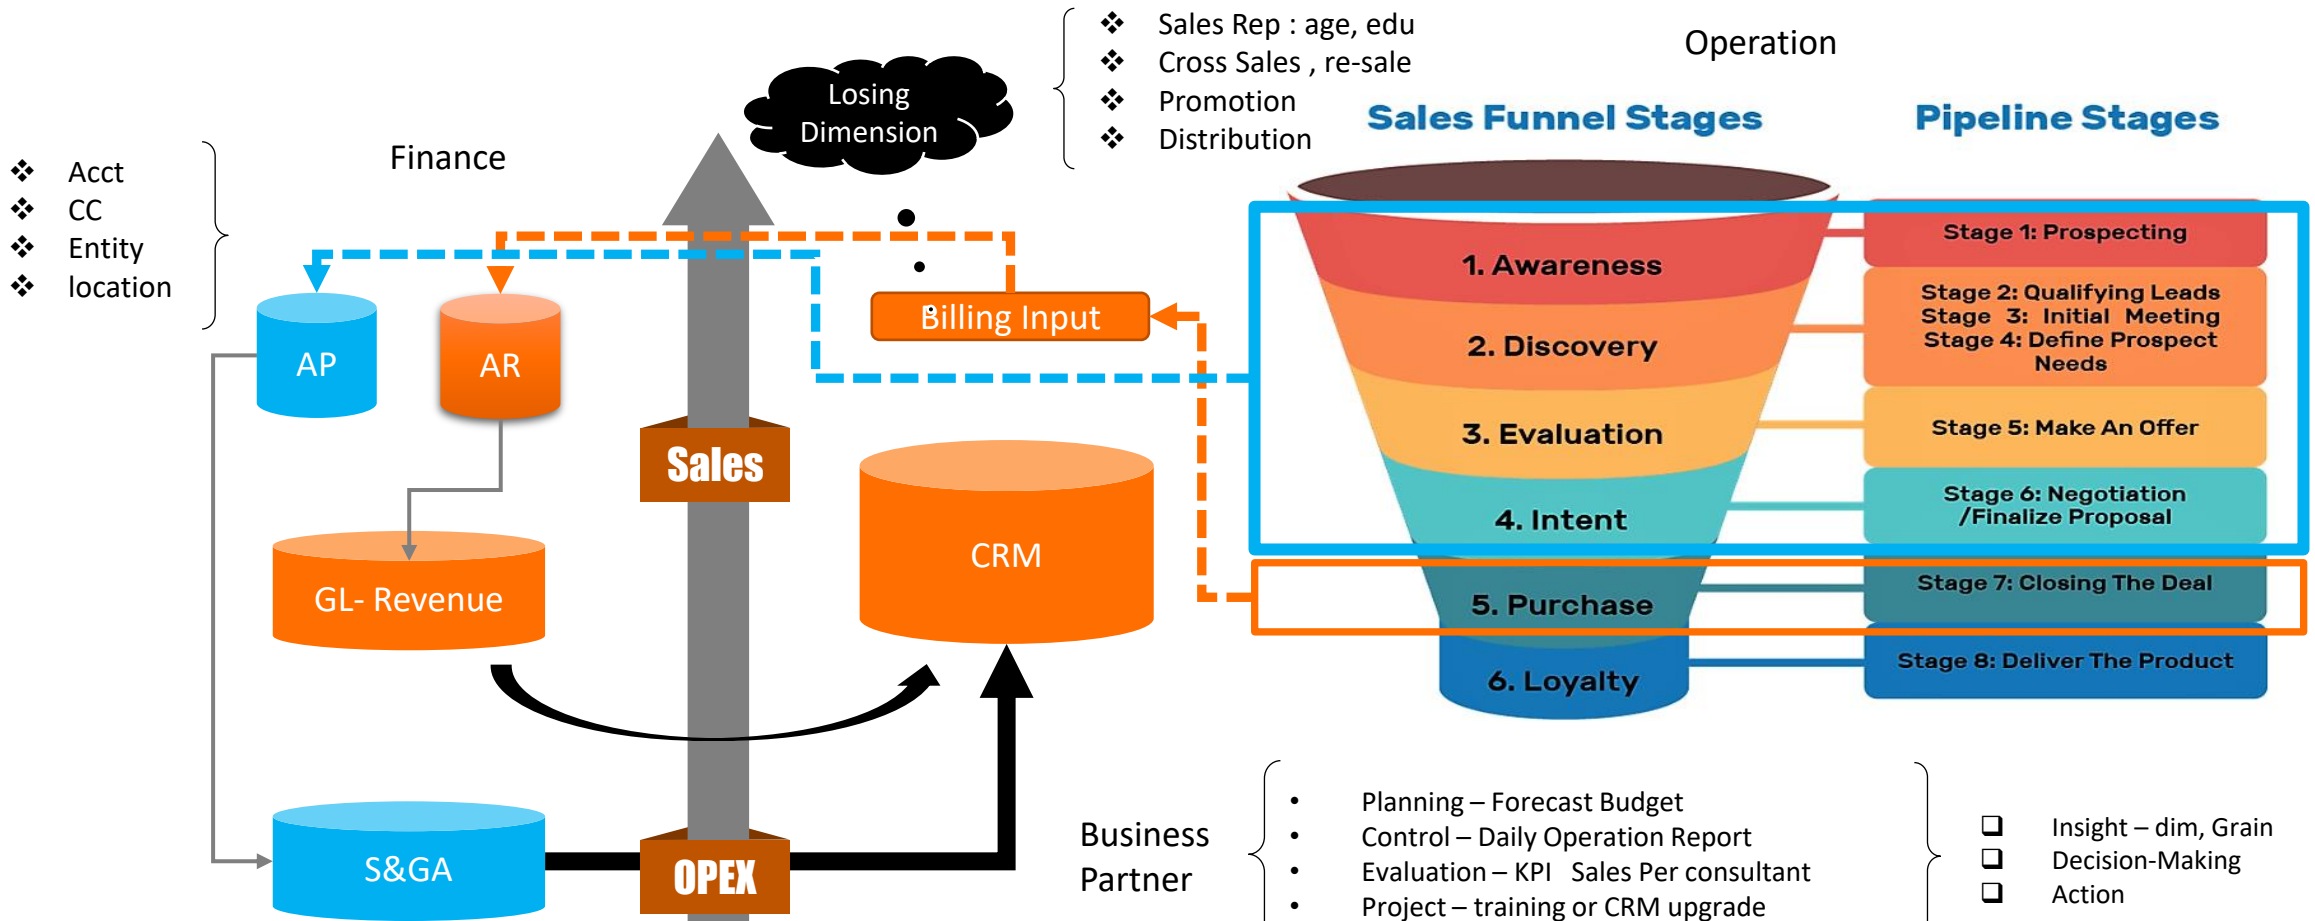 Acct
CC
Entity
location
Finance
Losing
Dimension
Sales Rep : age, edu
Cross Sales , re-sale
Promotion
Distribution
Operation
Sales Funnel Stages
Pipeline Stages
AP
AR
Billing Input
Sales
GL- Revenue
CRM
S&GA
OPEX
1. Awareness
2. Discovery
3. Evaluation
4. Intent
5. Purchase
6. Loyalty
Stage 1: Prospecting
Stage 2: Qualifying Leads
Stage 3: Initial Meeting
Stage 4: Define Prospect
Needs
Stage 5: Make An Offer
Stage 6: Negotiation
/Finalize Proposal
Stage 7: Closing The Deal
Stage 8: Deliver The Product
Business
Partner
Planning – Forecast Budget
Control – Daily Operation Report
Evaluation – KPI Sales Per consultant
Project – training or CRM upgrade
Insight – dim, Grain
Decision-Making
Action